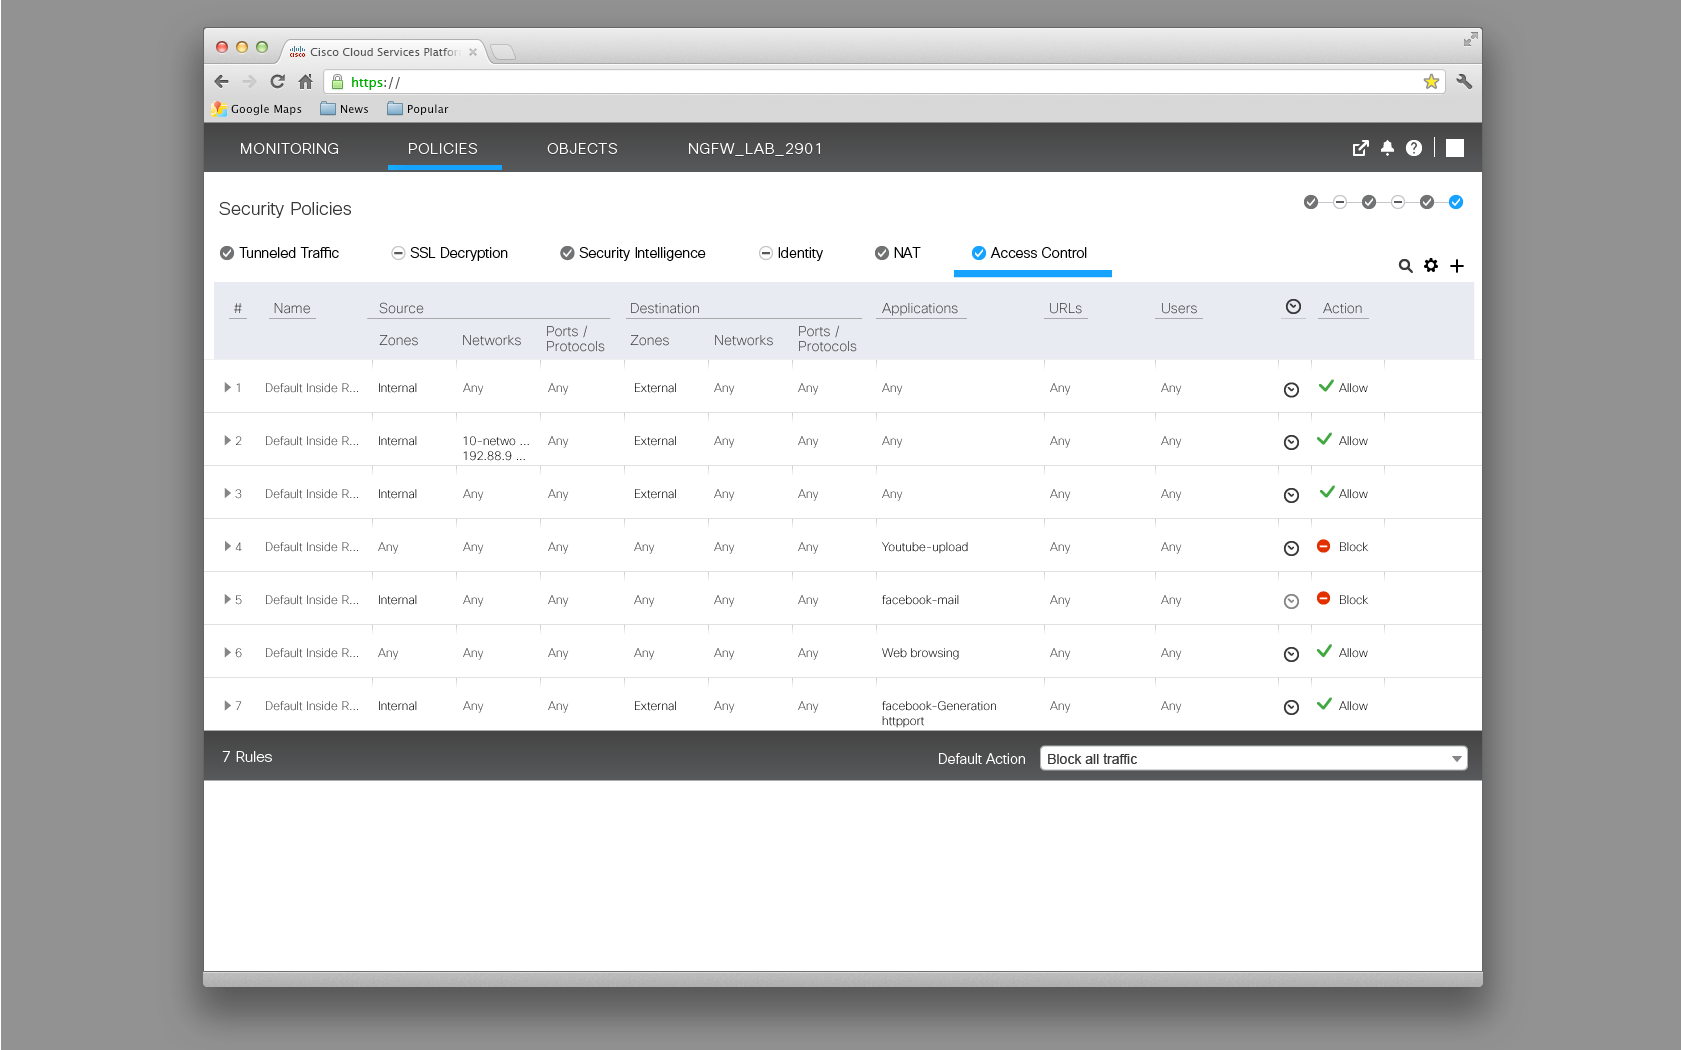 Cisco Cloud Services Platfor
https://
Google Maps News Popular
MONITORING POLICIES OBJECTS NGFW_LAB_2901
Security Policies
Tunneled Traffic SSL Decryption Security Intelligence Identity NAT Access Control
# Name Source Destination Applications URLs Users Action
Zones Networks Ports / Protocols Zones Networks Ports / Protocols
1 Default Inside R... Internal Any Any External Any Any Any Any Any Allow
2 Default Inside R... Internal 10-netwo ... Any External Any Any Any Any Any Allow
192.88.9 ...
3 Default Inside R... Internal Any Any External Any Any Any Any Any Allow
4 Default Inside R... Any Any Any Any Any Any Youtube-upload Any Any Block
5 Default Inside R... Internal Any Any Any Any Any facebook-mail Any Any Block
6 Default Inside R... Any Any Any Any Any Any Web browsing Any Any Allow
7 Default Inside R... Internal Any Any External Any Any facebook-Generation Any Any Allow
httpport
7 Rules Default Action Block all traffic